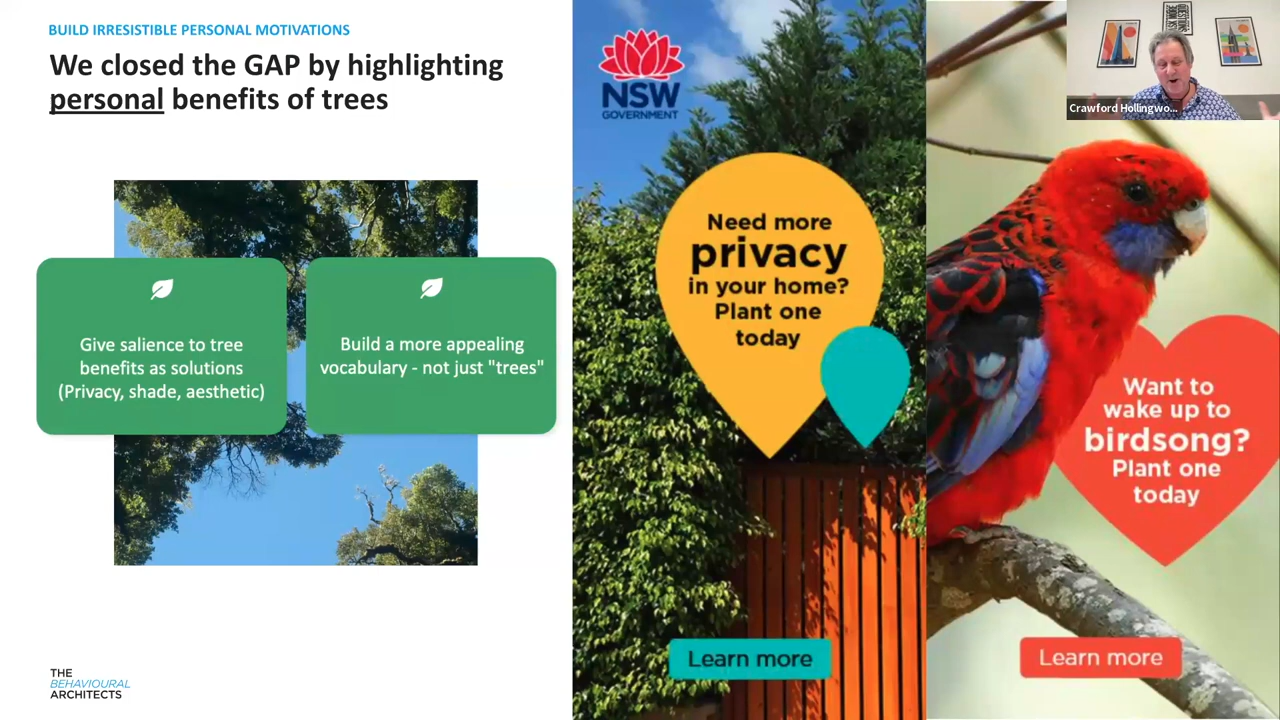 BUILD IRRESISTIBLE PERSONAL MOTIVATIONS
We closed the GAP by highlighting
personal benefits of trees
Give salience to tree
benefits as solutions
(Privacy, shade, aesthetic)
Build a more appealing
vocabulary - not just "trees"
THE
BEHAVIOURAL
ARCHITECTS
NSW
GOVERNMENT
Need more
privacy
in your home?
Plant one
today
Learn more
Want to
wake up to
birdsong?
Plant one
today
Learn more
Crawford Hollingwo...